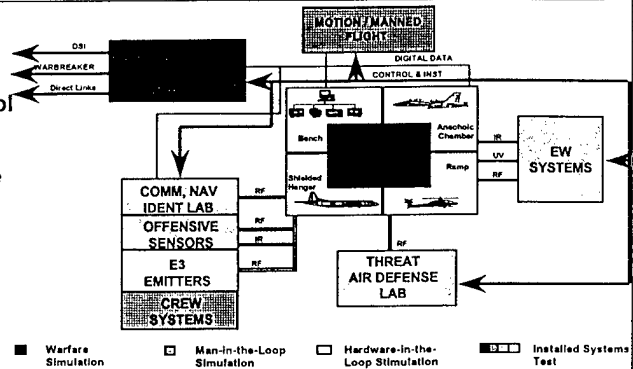 MOTION / MANNED
FLIGHT
DSI
WARBREAKER
Direct Links
DIGITAL DATA
CONTROL & INST
Bench
Anechoic
Chamber
Shielded
Hangar
Ramp
IR
UV
RF
EW
SYSTEMS
COMM, NAV
IDENT LAB
OFFENSIVE
SENSORS
E3
EMITTERS
CREW
SYSTEMS
RF
RF
IR
RF
RF
THREAT
AIR DEFENSE
LAB
Warfare
Simulation
Man-in-the-Loop
Simulation
Hardware-in-the-
Loop Stimulation
Installed Systems
Test